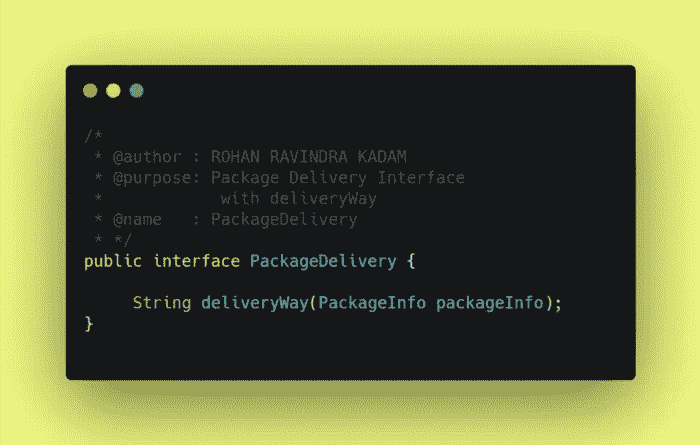 /*
 * @author : ROHAN RAVINDRA KADAM
 * @purpose: Package Delivery Interface
 *            with deliveryWay
 * @name   : PackageDelivery
 * */
public interface PackageDelivery {
     String deliveryWay(PackageInfo packageInfo);
}